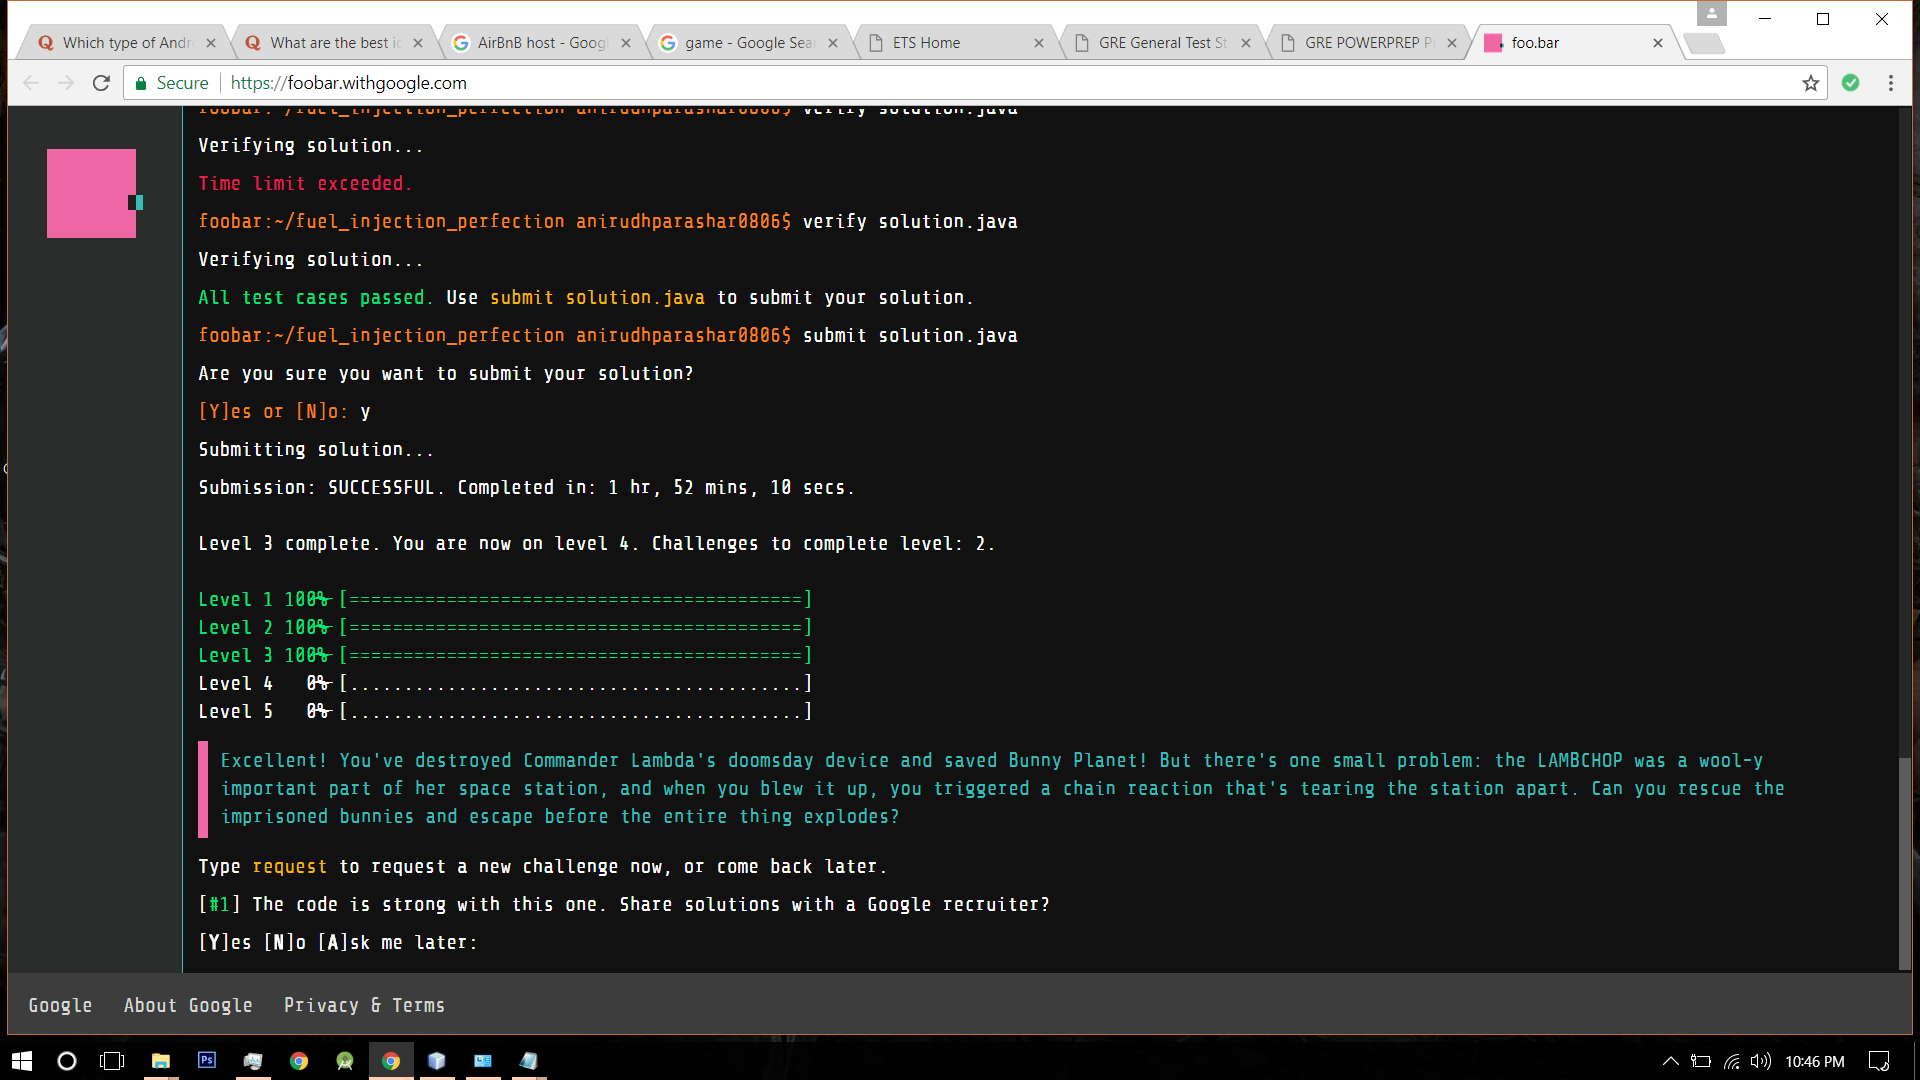 Which type of Andr
What are the best ic
AirBnB host - Googl
game - Google Sear
ETS Home
GRE General Test St
GRE POWERPREP Pr
foo.bar
Secure
https://foobar.withgoogle.com
foobar:~/fuel_injection_perfection anirudhparashar0806$ verify solution.java
Verifying solution...
Time limit exceeded.
foobar:~/fuel_injection_perfection anirudhparashar0806$ verify solution.java
Verifying solution...
All test cases passed. Use submit solution.java to submit your solution.
foobar:~/fuel_injection_perfection anirudhparashar0806$ submit solution.java
Are you sure you want to submit your solution?
[Y]es or [N]o: y
Submitting solution...
Submission: SUCCESSFUL. Completed in: 1 hr, 52 mins, 10 secs.
Level 3 complete. You are now on level 4. Challenges to complete level: 2.
Level 1 100% [==========================================]
Level 2 100% [==========================================]
Level 3 100% [==========================================]
Level 4 0% [..........................................]
Level 5 0% [..........................................]
Excellent! You've destroyed Commander Lambda's doomsday device and saved Bunny Planet! But there's one small problem: the LAMBCHOP was a wool-y
important part of her space station, and when you blew it up, you triggered a chain reaction that's tearing the station apart. Can you rescue the
imprisoned bunnies and escape before the entire thing explodes?
Type request to request a new challenge now, or come back later.
[#1] The code is strong with this one. Share solutions with a Google recruiter?
[Y]es [N]o [A]sk me later:
Google About Google Privacy & Terms
Ps
10:46 PM